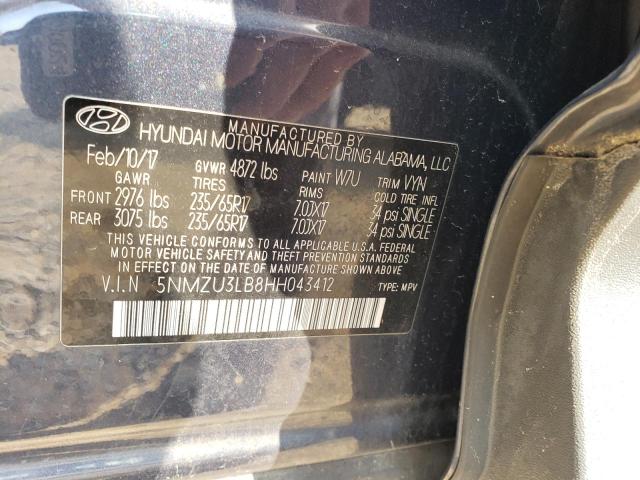 MANUFACTURED BY
HYUNDAI MOTOR MANUFACTURING ALABAMA, LLC
Feb/10/17 GVWR 4872 lbs PAINT W7U TRIM VYN
GAWR TIRES RIMS COLD TIRE INFL
FRONT 2976 lbs 235/65R17 7.0JX17 34 psi SINGLE
REAR 3075 lbs 235/65R17 7.0JX17 34 psi SINGLE
THIS VEHICLE CONFORMS TO ALL APPLICABLE U.S.A. FEDERAL
MOTOR VEHICLE SAFETY AND THEFT PREVENTION STANDARDS
IN EFFECT ON THE DATE OF MANUFACTURE SHOWN ABOVE.
V.I.N 5NMZU3LB8HH043412 TYPE: MPV